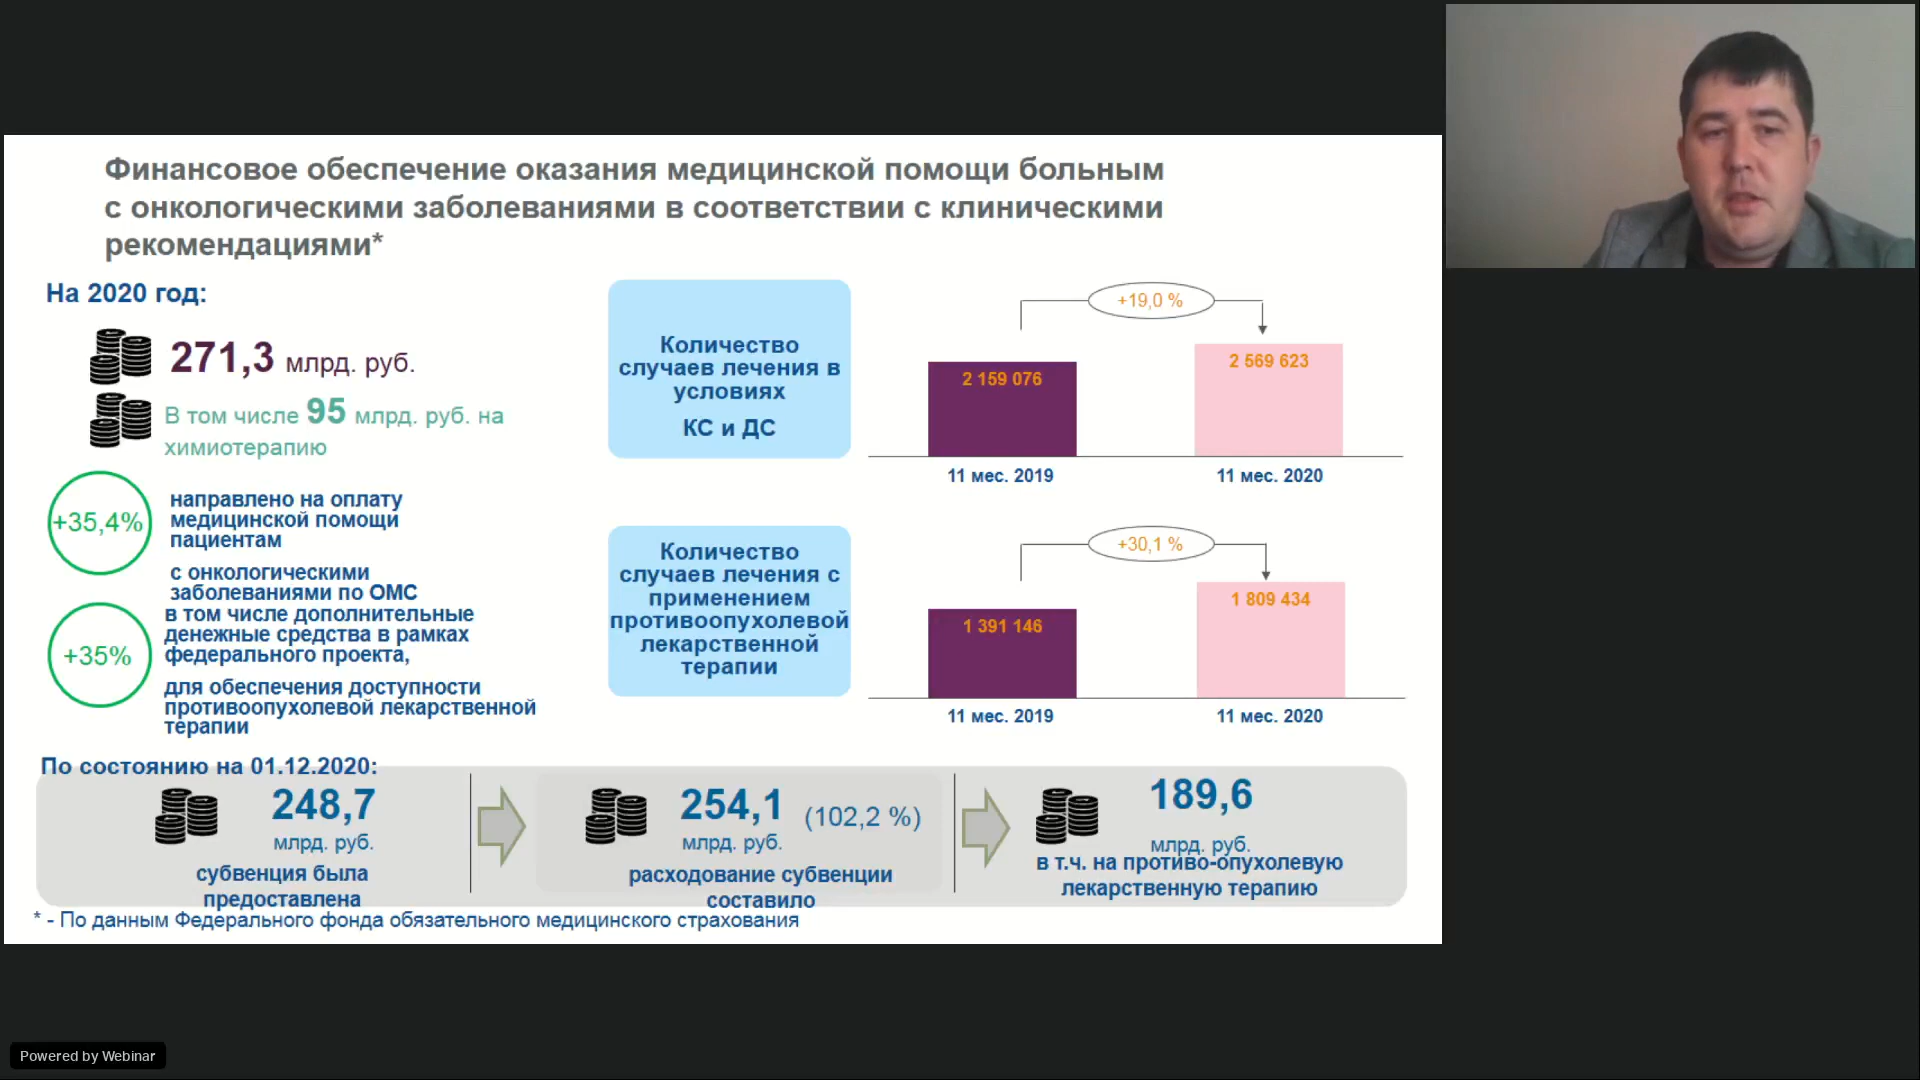 Финансовое обеспечение оказания медицинской помощи больным
с онкологическими заболеваниями в соответствии с клиническими
рекомендациями*
На 2020 год:
271,3 млрд. руб.
В том числе 95 млрд. руб. на
химиотерапию
+35,4%
направлено на оплату
медицинской помощи
пациентам
с онкологическими
заболеваниями по ОМС
+35%
в том числе дополнительные
денежные средства в рамках
федерального проекта,
для обеспечения доступности
противоопухолевой лекарственной
терапии
Количество
случаев лечения в
условиях
КС и ДС
+19,0 %
2 159 076
2 569 623
11 мес. 2019
11 мес. 2020
Количество
случаев лечения с
применением
противоопухолевой
лекарственной
терапии
+30,1 %
1 391 146
1 809 434
11 мес. 2019
11 мес. 2020
По состоянию на 01.12.2020:
248,7
млрд. руб.
субвенция была
предоставлена
254,1 (102,2 %)
млрд. руб.
расходование субвенции
составило
189,6
млрд. руб.
в т.ч. на противо-опухолевую
лекарственную терапию
* - По данным Федерального фонда обязательного медицинского страхования
Powered by Webinar